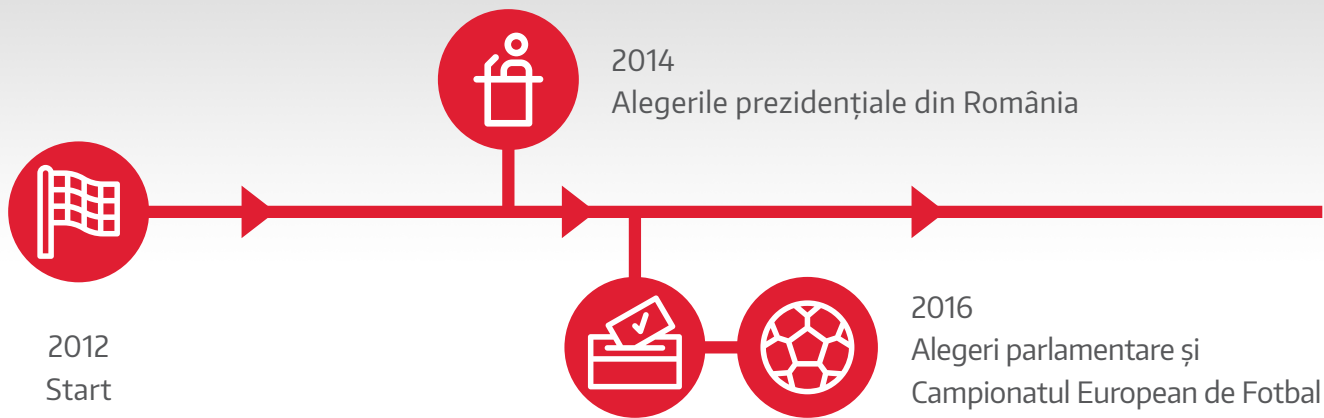 2014
Alegerile prezidențiale din România
2012
Start
2016
Alegeri parlamentare și
Campionatul European de Fotbal